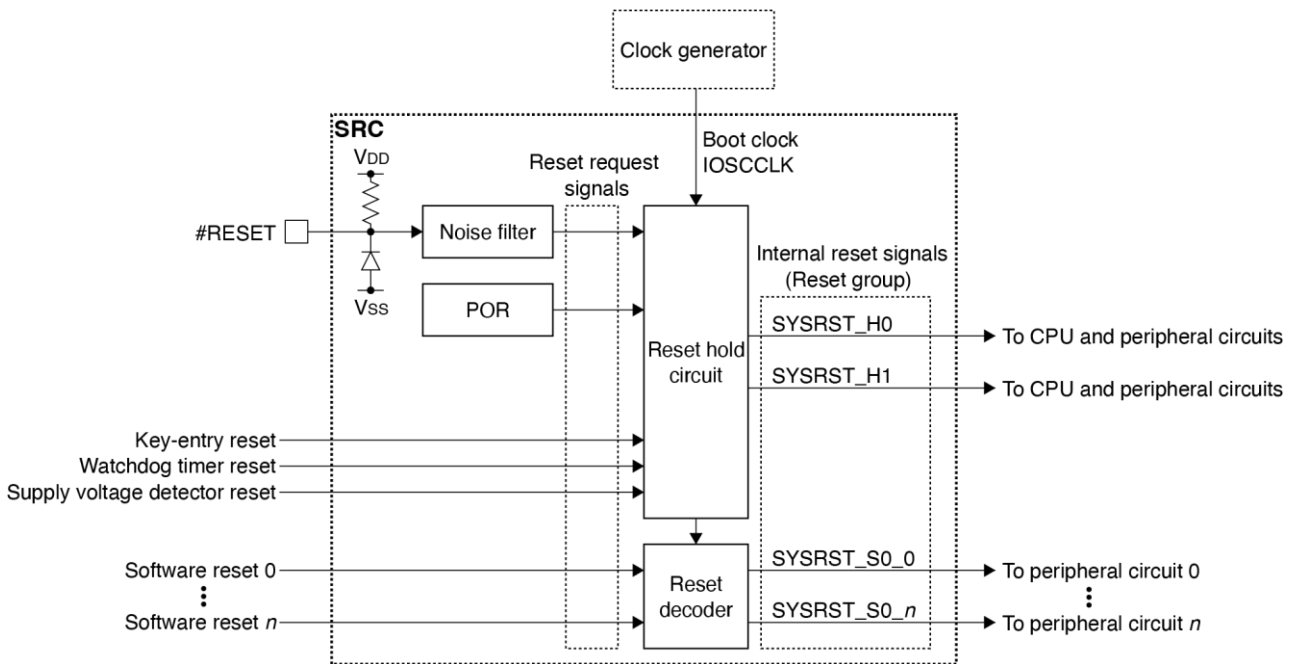 Clock generator
SRC
Boot clock
IOSCCLK
VDD
Reset request
signals
#RESET
Noise filter
Internal reset signals
(Reset group)
VSS
POR
SYSRST_H0
To CPU and peripheral circuits
Reset hold
circuit
SYSRST_H1
To CPU and peripheral circuits
Key-entry reset
Watchdog timer reset
Supply voltage detector reset
Software reset 0
Reset
decoder
SYSRST_S0_0
To peripheral circuit 0
Software reset n
SYSRST_S0_n
To peripheral circuit n